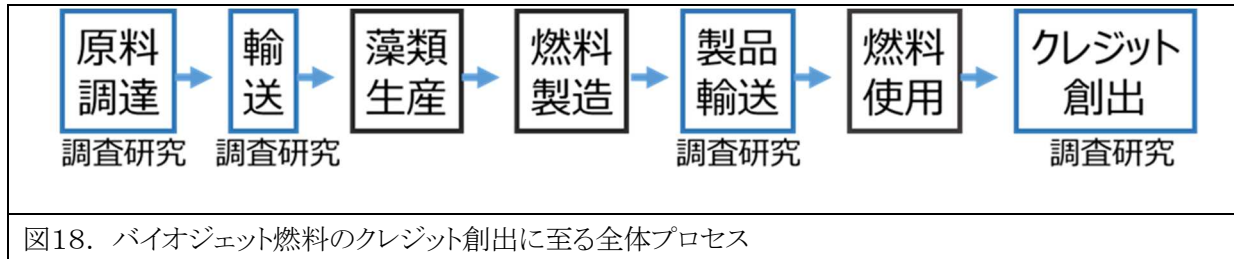 原料
調達
輸
送
藻類
生産
燃料
製造
製品
輸送
燃料
使用
クレジット
創出
調査研究
調査研究
調査研究
調査研究
図18．バイオジェット燃料のクレジット創出に至る全体プロセス